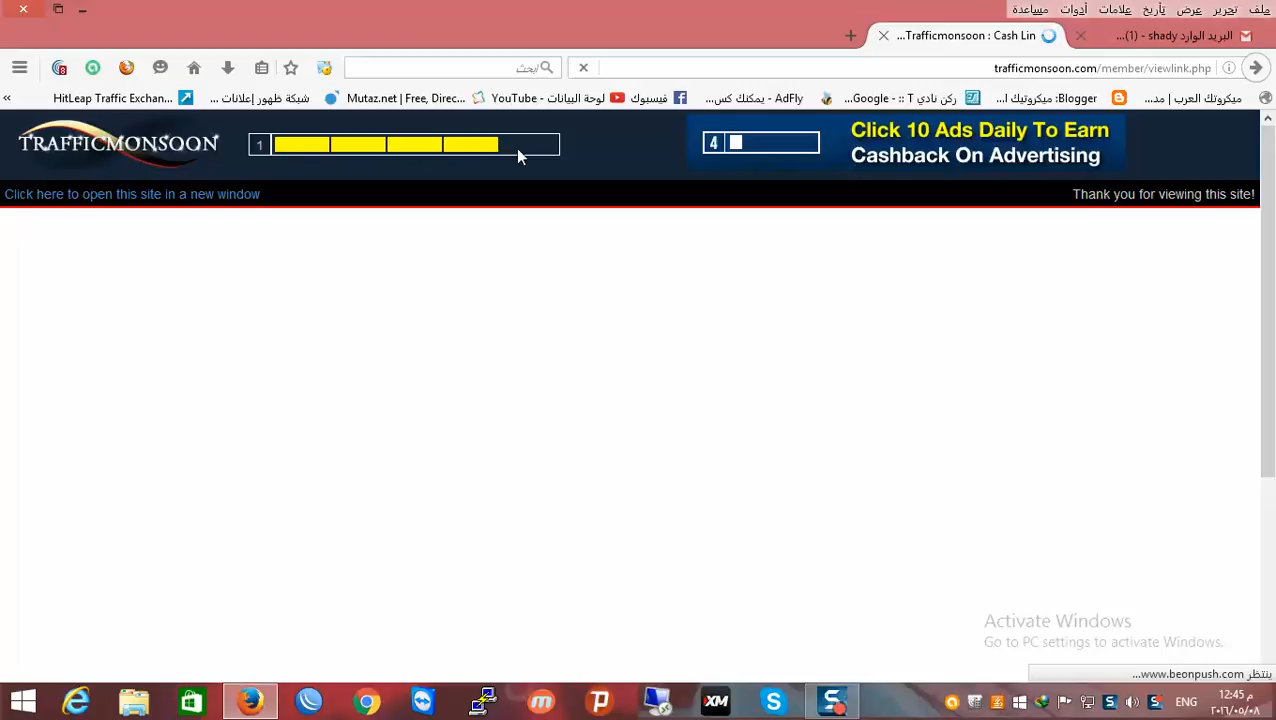 ملف تحرير عرض تأريخ علامات أدوات مساعدة
البريد الوارد shady - (1)...
...Trafficmonsoon : Cash Lin
trafficmonsoon.com/member/viewlink.php
ابحث
ميكروتك العرب | مد...
Blogger: ميكروتيك ا...
ركن نادي Google - :: T...
AdFly - يمكنك كس...
فيسبوك
لوحة البيانات - YouTube
Mutaz.net | Free, Direc...
شبكة ظهور إعلانات ...
HitLeap Traffic Exchan...
«
TRAFFICMONSOON
1
4
Click 10 Ads Daily To Earn
Cashback On Advertising
Click here to open this site in a new window
Thank you for viewing this site!
Activate Windows
Go to PC settings to activate Windows.
ينتظر www.beonpush.com...
XM
ENG
12:45 م
٢٠١٦/٠٥/٠٨